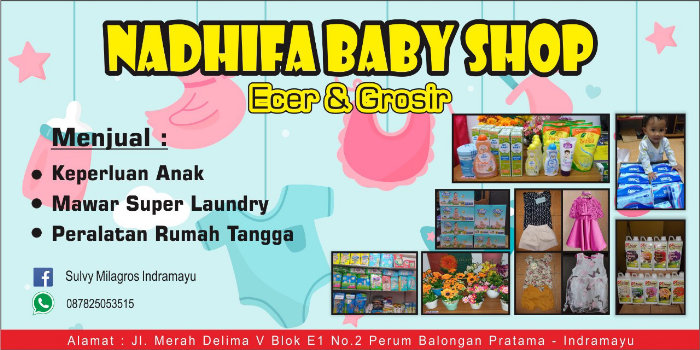 NADHIFA BABY SHOP
Ecer & Grosir
Menjual :
• Keperluan Anak
• Mawar Super Laundry
• Peralatan Rumah Tangga
Sulvy Milagros Indramayu
087825053515
Alamat : Jl. Merah Delima V Blok E1 No.2 Perum Balongan Pratama - Indramayu